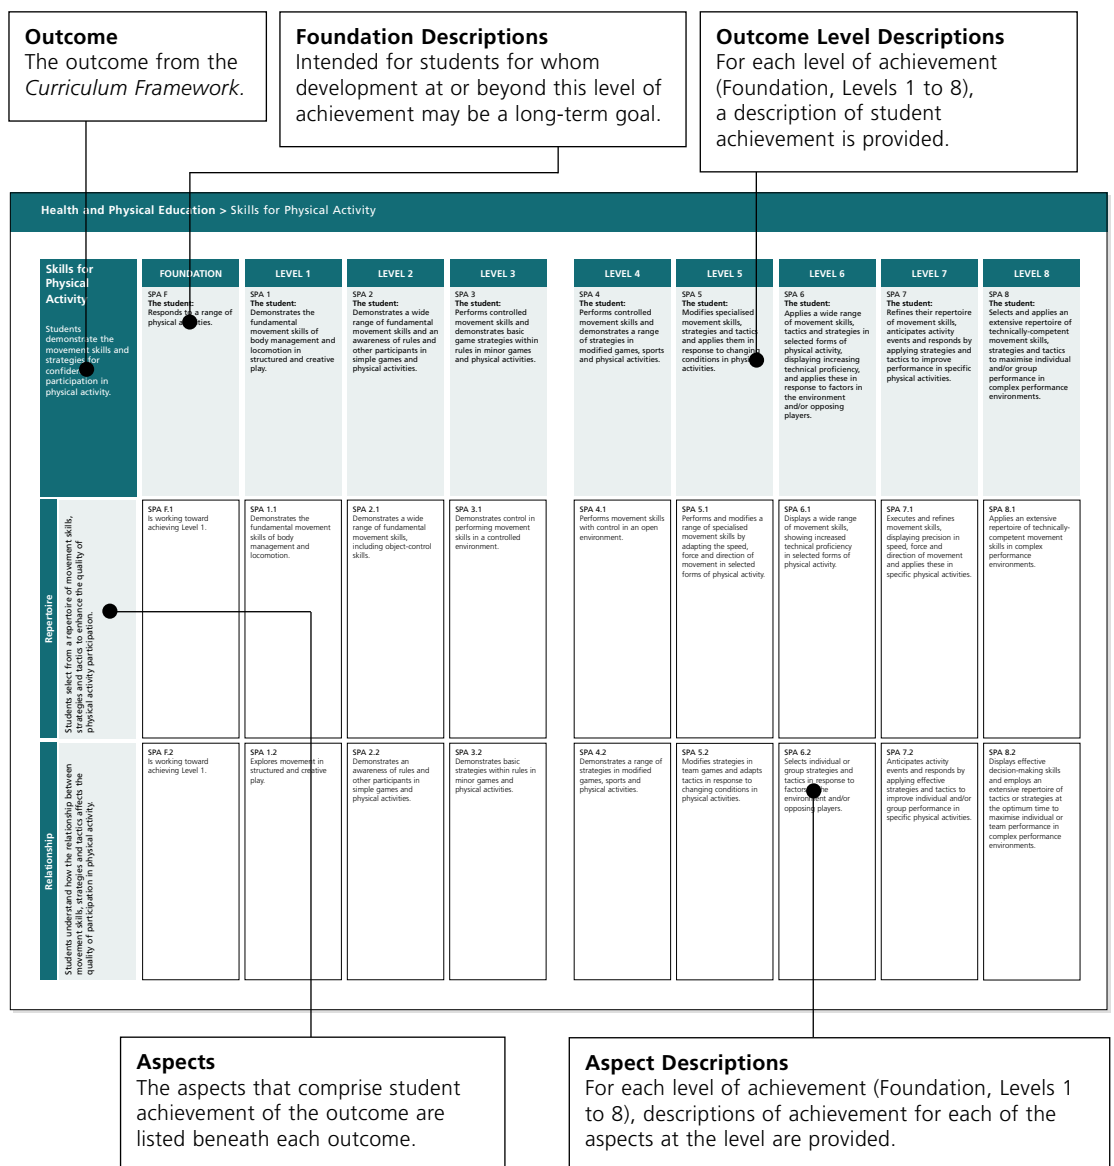 Outcome
The outcome from the
Curriculum Framework.
Foundation Descriptions
Intended for students for whom
development at or beyond this level of
achievement may be a long-term goal.
Outcome Level Descriptions
For each level of achievement
(Foundation, Levels 1 to 8),
a description of student
achievement is provided.
Health and Physical Education > Skills for Physical Activity
Skills for
Physical
Activity
Students
demonstrate the
movement skills and
strategies for
confident
participation in
physical activity.
FOUNDATION
SPA F
The student:
Responds to a range of
physical activities.
LEVEL 1
SPA 1
The student:
Demonstrates the
fundamental
movement skills of
body management and
locomotion in
structured and creative
play.
LEVEL 2
SPA 2
The student:
Demonstrates a wide
range of fundamental
movement skills and an
awareness of rules and
other participants in
simple games and
physical activities.
LEVEL 3
SPA 3
The student:
Performs controlled
movement skills and
demonstrates basic
game strategies within
rules in minor games
and physical activities.
LEVEL 4
SPA 4
The student:
Performs controlled
movement skills and
demonstrates a range
of strategies in
modified games, sports
and physical activities.
LEVEL 5
SPA 5
The student:
Modifies specialised
movement skills,
strategies and tactics
and applies them in
response to changing
conditions in physical
activities.
LEVEL 6
SPA 6
The student:
Applies a wide range
of movement skills,
tactics and strategies in
selected forms of
physical activity,
displaying increasing
technical proficiency,
and applies these in
response to factors in
the environment
and/or opposing
players.
LEVEL 7
SPA 7
The student:
Refines their repertoire
of movement skills,
anticipates activity
events and responds by
applying strategies and
tactics to improve
performance in specific
physical activities.
LEVEL 8
SPA 8
The student:
Selects and applies an
extensive repertoire of
technically-competent
movement skills,
strategies and tactics
to maximise individual
and/or group
performance in
complex performance
environments.
Repertoire
Students select from a repertoire of movement skills,
strategies and tactics to enhance the quality of
physical activity participation.
SPA F.1
Is working toward
achieving Level 1.
SPA 1.1
Demonstrates the
fundamental movement
skills of body
management and
locomotion.
SPA 2.1
Demonstrates a wide
range of fundamental
movement skills,
including object-control
skills.
SPA 3.1
Demonstrates control in
performing movement
skills in a controlled
environment.
SPA 4.1
Performs movement skills
with control in an open
environment.
SPA 5.1
Performs and modifies a
range of specialised
movement skills by
adapting the speed,
force and direction of
movement in selected
forms of physical activity.
SPA 6.1
Displays a wide range
of movement skills,
showing increased
technical proficiency
in selected forms of
physical activity.
SPA 7.1
Executes and refines
movement skills,
displaying precision in
speed, force and
direction of movement
and applies these in
specific physical activities.
SPA 8.1
Applies an extensive
repertoire of technically-
competent movement
skills in complex
performance
environments.
Relationship
Students understand how the relationship between
movement skills, strategies and tactics affects the
quality of participation in physical activity.
SPA F.2
Is working toward
achieving Level 1.
SPA 1.2
Explores movement in
structured and creative
play.
SPA 2.2
Demonstrates an
awareness of rules and
other participants in
simple games and
physical activities.
SPA 3.2
Demonstrates basic
strategies within rules in
minor games and
physical activities.
SPA 4.2
Demonstrates a range of
strategies in modified
games, sports and
physical activities.
SPA 5.2
Modifies strategies in
team games and adapts
tactics in response to
changing conditions in
physical activities.
SPA 6.2
Selects individual or
group strategies and
tactics in response to
factors in the
environment and/or
opposing players.
SPA 7.2
Anticipates activity
events and responds by
applying effective
strategies and tactics to
improve individual and/or
group performance in
specific physical activities.
SPA 8.2
Displays effective
decision-making skills
and employs an
extensive repertoire of
tactics or strategies at
the optimum time to
maximise individual or
team performance in
complex performance
environments.
Aspects
The aspects that comprise student
achievement of the outcome are
listed beneath each outcome.
Aspect Descriptions
For each level of achievement (Foundation, Levels 1
to 8), descriptions of achievement for each of the
aspects at the level are provided.